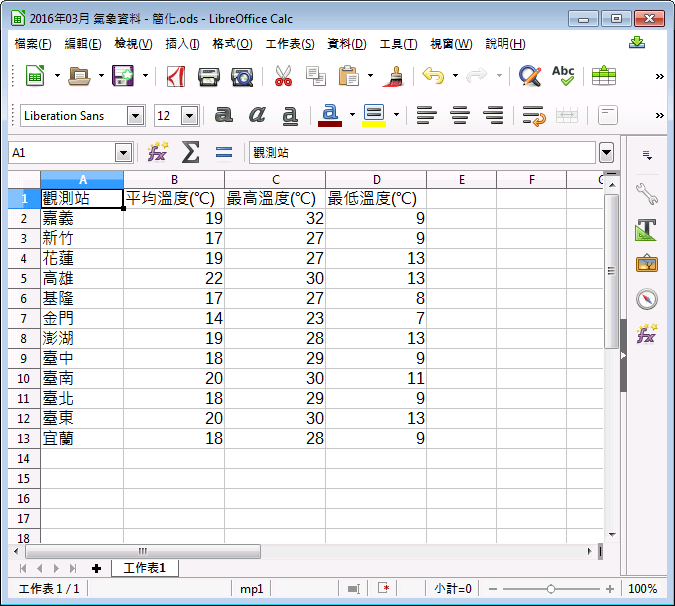 2016年03月 氣象資料 - 簡化.ods - LibreOffice Calc
檔案(F) 編輯(E) 檢視(V) 插入(I) 格式(O) 工作表(S) 資料(D) 工具(T) 視窗(W) 說明(H)
Abc
Liberation Sans 12 a a a a
A1 fx Σ = 觀測站
A B C D E F G
1 觀測站 平均溫度(℃) 最高溫度(℃) 最低溫度(℃)
2 嘉義 19 32 9
3 新竹 17 27 9
4 花蓮 19 27 13
5 高雄 22 30 13
6 基隆 17 27 8
7 金門 14 23 7
8 澎湖 19 28 13
9 臺中 18 29 9
10 臺南 20 30 11
11 臺北 18 29 9
12 臺東 20 30 13
13 宜蘭 18 28 9
14
15
16
17
18
工作表1
工作表 1 / 1 mp1 小計=0 100%